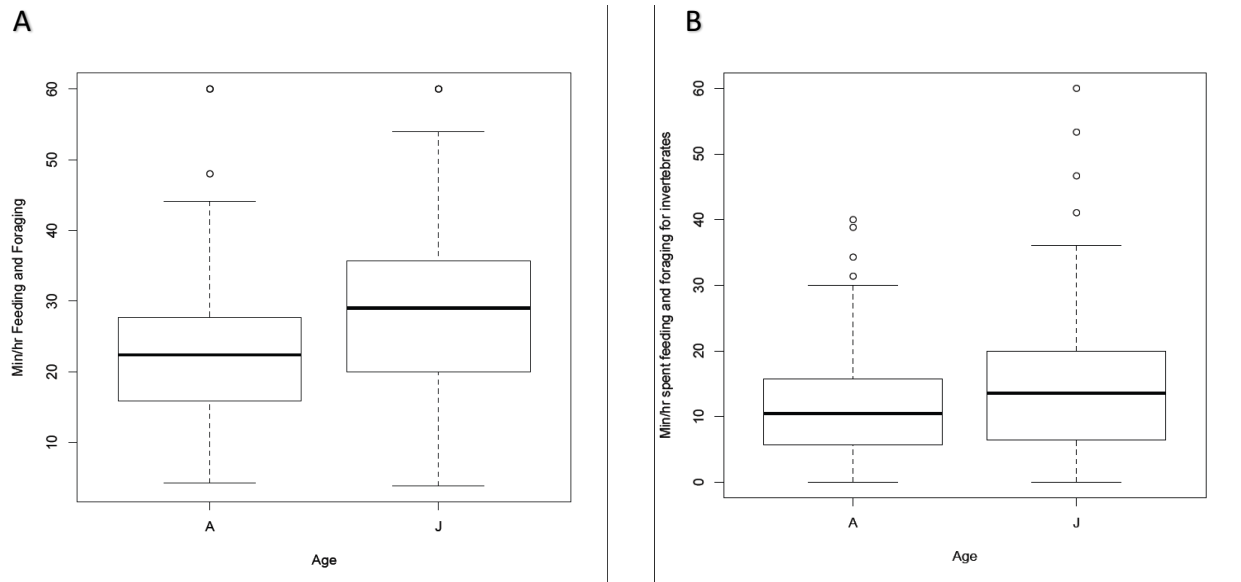 A
Min/hr Feeding and Foraging
60
50
40
30
20
10
A
J
Age
B
Min/hr spent feeding and foraging for invertebrates
60
50
40
30
20
10
0
A
J
Age